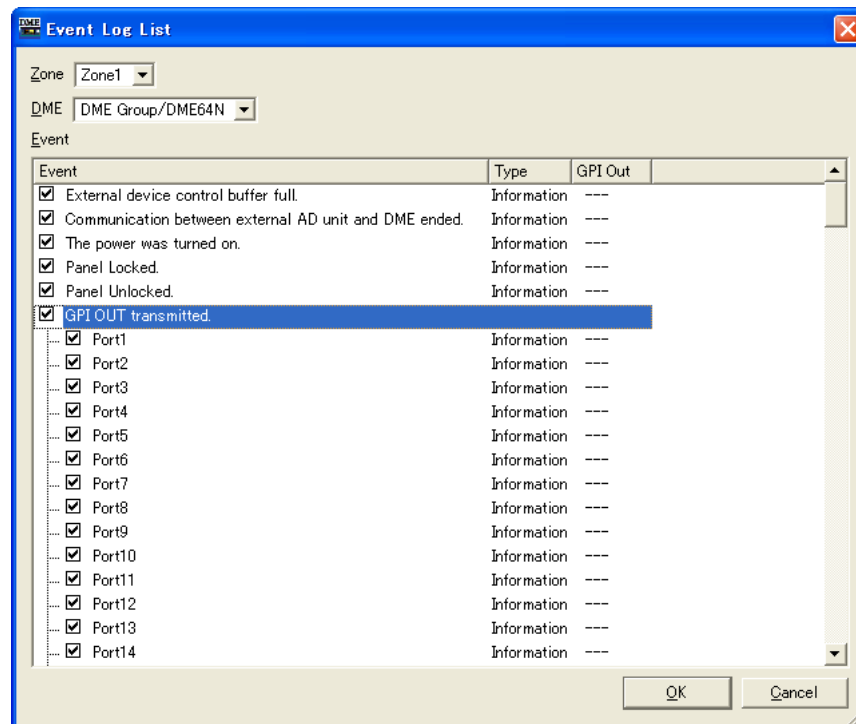 DME Event Log List
Zone Zone1
DME DME Group/DME64N
Event
Event Type GPI Out
External device control buffer full. Information ---
Communication between external AD unit and DME ended. Information ---
The power was turned on. Information ---
Panel Locked. Information ---
Panel Unlocked. Information ---
GPI OUT transmitted.
Port1 Information ---
Port2 Information ---
Port3 Information ---
Port4 Information ---
Port5 Information ---
Port6 Information ---
Port7 Information ---
Port8 Information ---
Port9 Information ---
Port10 Information ---
Port11 Information ---
Port12 Information ---
Port13 Information ---
Port14 Information ---
OK Cancel